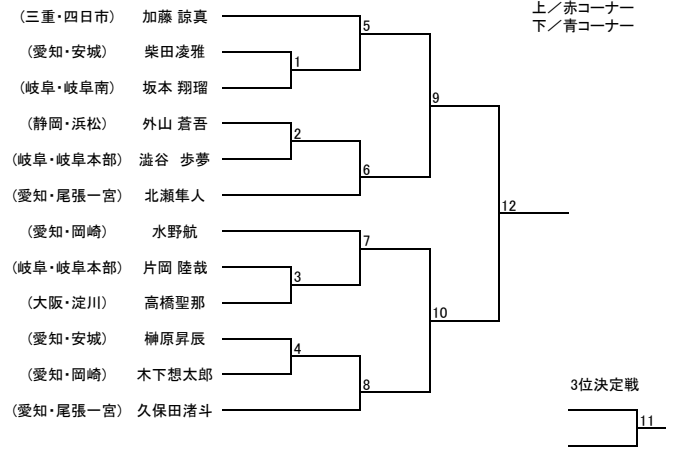 上／赤コーナー
下／青コーナー
(三重・四日市) 加藤 諒真
(愛知・安城) 柴田凌雅
(岐阜・岐阜南) 坂本 翔瑠
(静岡・浜松) 外山 蒼吾
(岐阜・岐阜本部) 澁谷 歩夢
(愛知・尾張一宮) 北瀬隼人
(愛知・岡崎) 水野航
(岐阜・岐阜本部) 片岡 陸哉
(大阪・淀川) 高橋聖那
(愛知・安城) 榊原昇辰
(愛知・岡崎) 木下想太郎
(愛知・尾張一宮) 久保田渚斗
1
2
3
4
5
6
7
8
9
10
12
3位決定戦
11